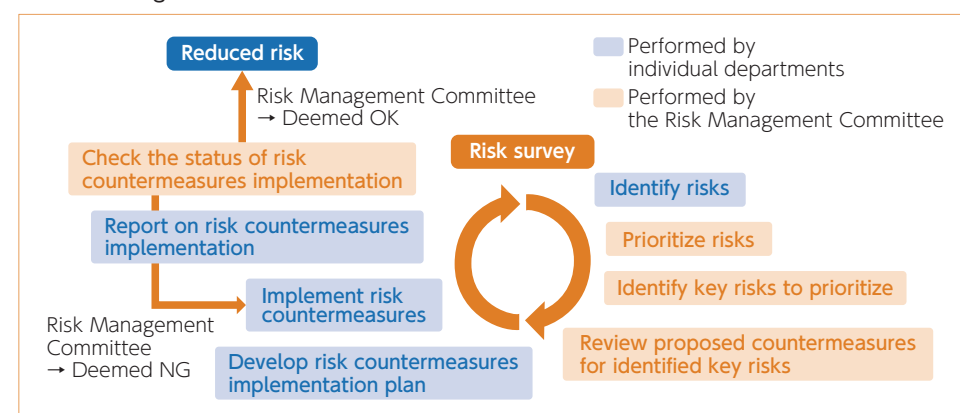 Reduced risk
Risk Management Committee
→ Deemed OK
Performed by
individual departments
Performed by
the Risk Management Committee
Check the status of risk
countermeasures implementation
Risk survey
Identify risks
Report on risk countermeasures
implementation
Prioritize risks
Implement risk
countermeasures
Identify key risks to prioritize
Risk Management
Committee
→ Deemed NG
Develop risk countermeasures
implementation plan
Review proposed countermeasures
for identified key risks